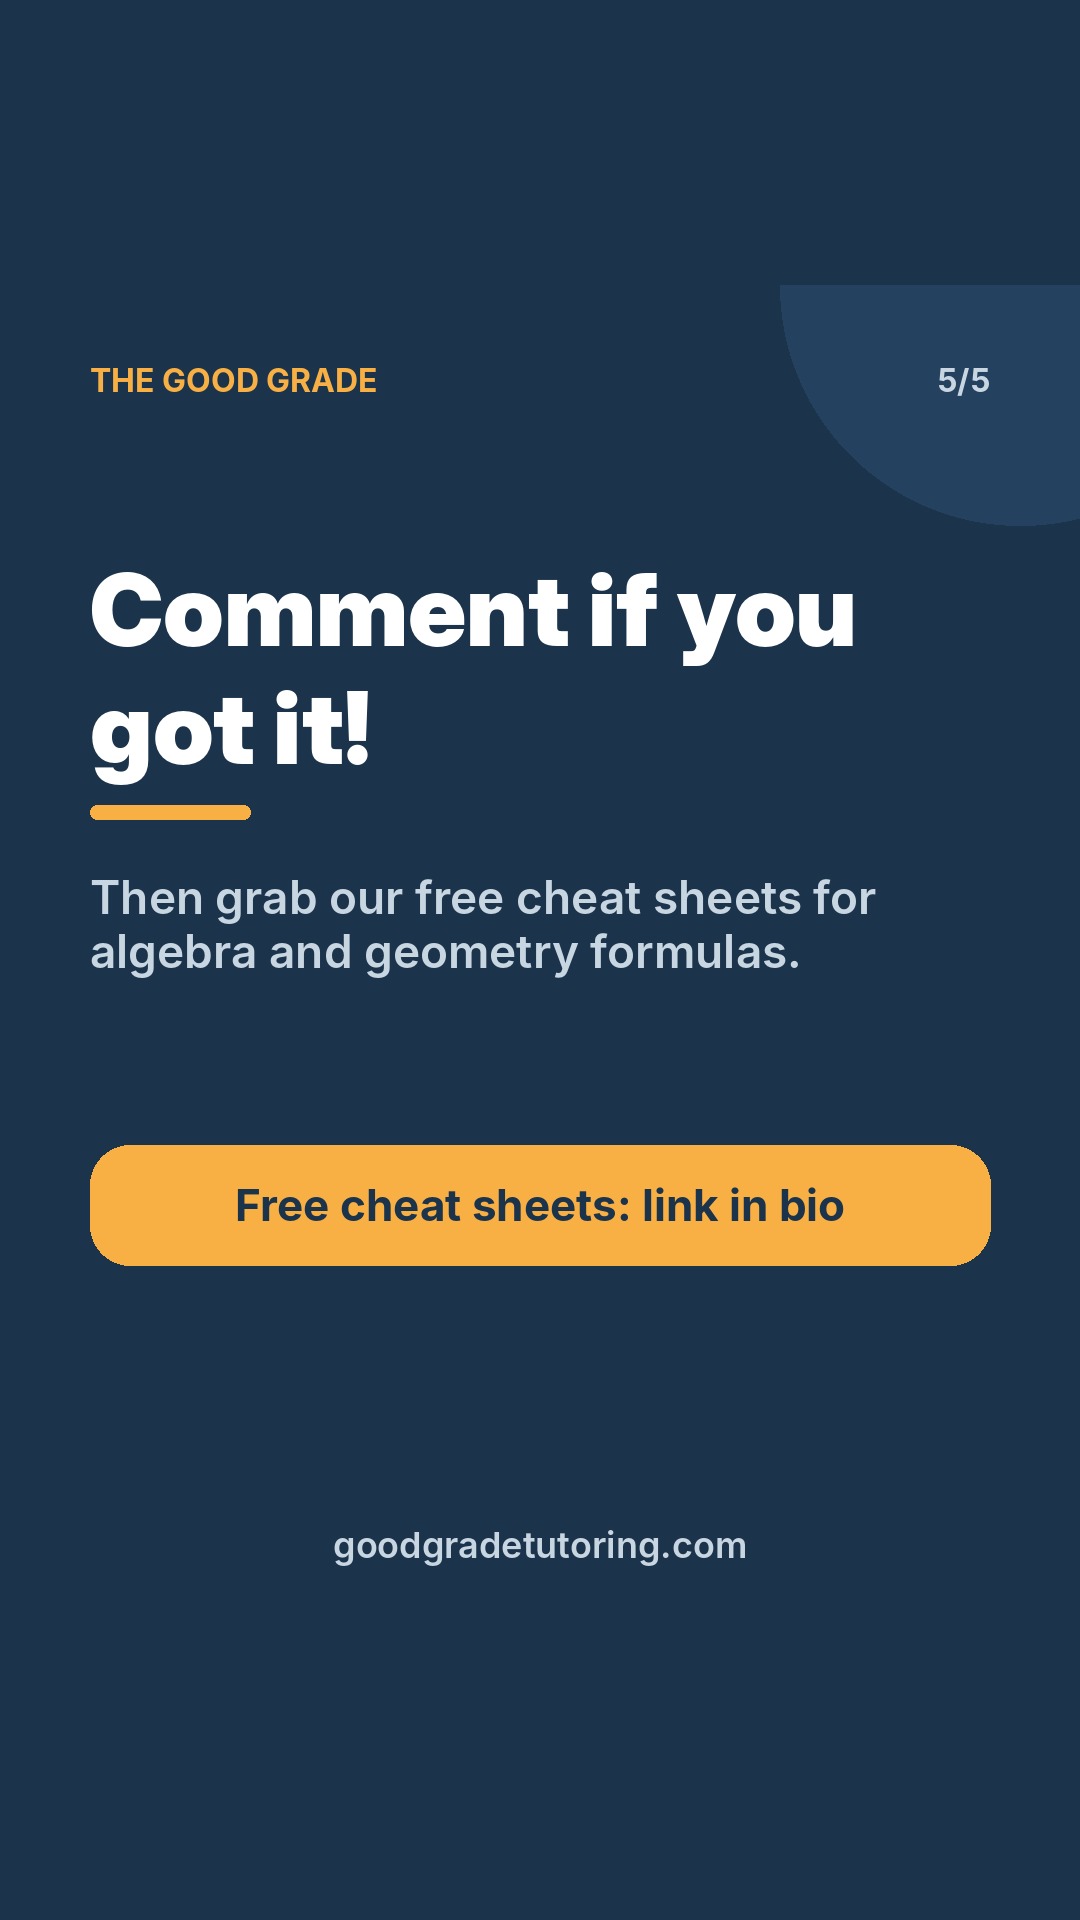 THE GOOD GRADE
5/5
Comment if you
got it!
Then grab our free cheat sheets for
algebra and geometry formulas.
Free cheat sheets: link in bio
goodgradetutoring.com